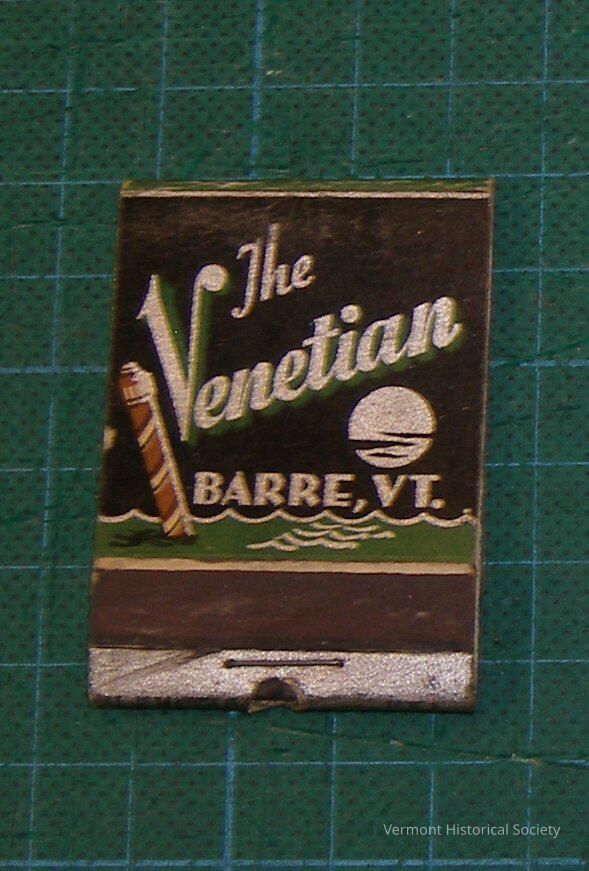 The
Venetian
BARRE, VT.
Vermont Historical Society